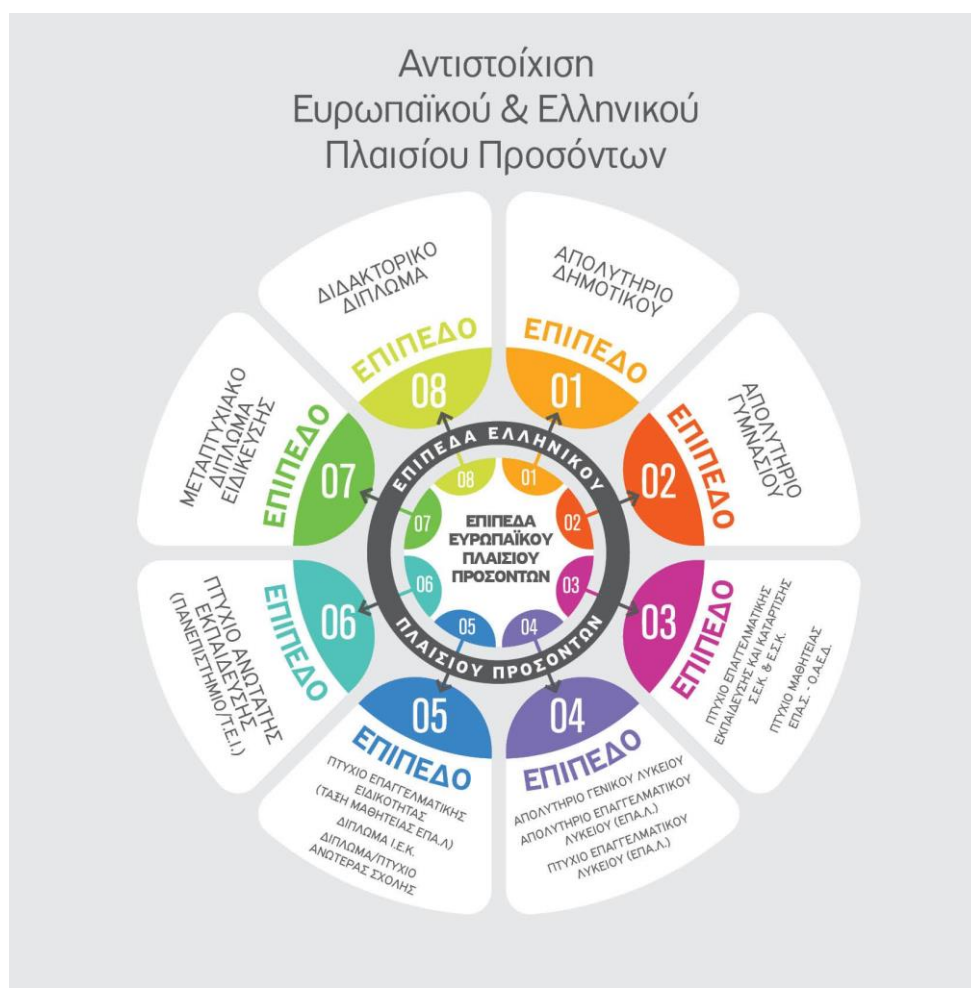 Αντιστοίχιση
Ευρωπαϊκού & Ελληνικού
Πλαισίου Προσόντων
ΑΠΟΛΥΤΗΡΙΟ
ΔΗΜΟΤΙΚΟΥ
ΕΠΙΠΕΔΟ
01
ΑΠΟΛΥΤΗΡΙΟ
ΓΥΜΝΑΣΙΟΥ
ΕΠΙΠΕΔΟ
02
ΕΠΙΠΕΔΟ
03
ΠΤΥΧΙΟ ΕΠΑΓΓΕΛΜΑΤΙΚΗΣ
ΕΚΠΑΙΔΕΥΣΗΣ ΚΑΙ ΚΑΤΑΡΤΙΣΗΣ
Σ.Ε.Κ. & Ε.Σ.Κ.
ΠΤΥΧΙΟ ΜΑΘΗΤΕΙΑΣ
ΕΠΑ.Σ. - Ο.Α.Ε.Δ.
04
ΕΠΙΠΕΔΟ
ΑΠΟΛΥΤΗΡΙΟ ΓΕΝΙΚΟΥ ΛΥΚΕΙΟΥ
ΑΠΟΛΥΤΗΡΙΟ ΕΠΑΓΓΕΛΜΑΤΙΚΟΥ
ΛΥΚΕΙΟΥ (ΕΠΑ.Λ.)
ΠΤΥΧΙΟ ΕΠΑΓΓΕΛΜΑΤΙΚΟΥ
ΛΥΚΕΙΟΥ (ΕΠΑ.Λ.)
05
ΕΠΙΠΕΔΟ
ΠΤΥΧΙΟ ΕΠΑΓΓΕΛΜΑΤΙΚΗΣ
ΕΙΔΙΚΟΤΗΤΑΣ
(ΤΑΞΗ ΜΑΘΗΤΕΙΑΣ ΕΠΑ.Λ)
ΔΙΠΛΩΜΑ Ι.Ε.Κ.
ΔΙΠΛΩΜΑ/ΠΤΥΧΙΟ
ΑΝΩΤΕΡΑΣ ΣΧΟΛΗΣ
06
ΕΠΙΠΕΔΟ
ΠΤΥΧΙΟ ΑΝΩΤΑΤΗΣ
ΕΚΠΑΙΔΕΥΣΗΣ
(ΠΑΝΕΠΙΣΤΗΜΙΟ/Τ.Ε.Ι.)
ΜΕΤΑΠΤΥΧΙΑΚΟ
ΔΙΠΛΩΜΑ
ΕΙΔΙΚΕΥΣΗΣ
ΕΠΙΠΕΔΟ
07
ΔΙΔΑΚΤΟΡΙΚΟ
ΔΙΠΛΩΜΑ
ΕΠΙΠΕΔΟ
08
ΕΠΙΠΕΔΑ ΕΛΛΗΝΙΚΟΥ
ΠΛΑΙΣΙΟΥ ΠΡΟΣΟΝΤΩΝ
01
02
03
04
05
06
07
08
ΕΠΙΠΕΔΑ
ΕΥΡΩΠΑΪΚΟΥ
ΠΛΑΙΣΙΟΥ
ΠΡΟΣΟΝΤΩΝ